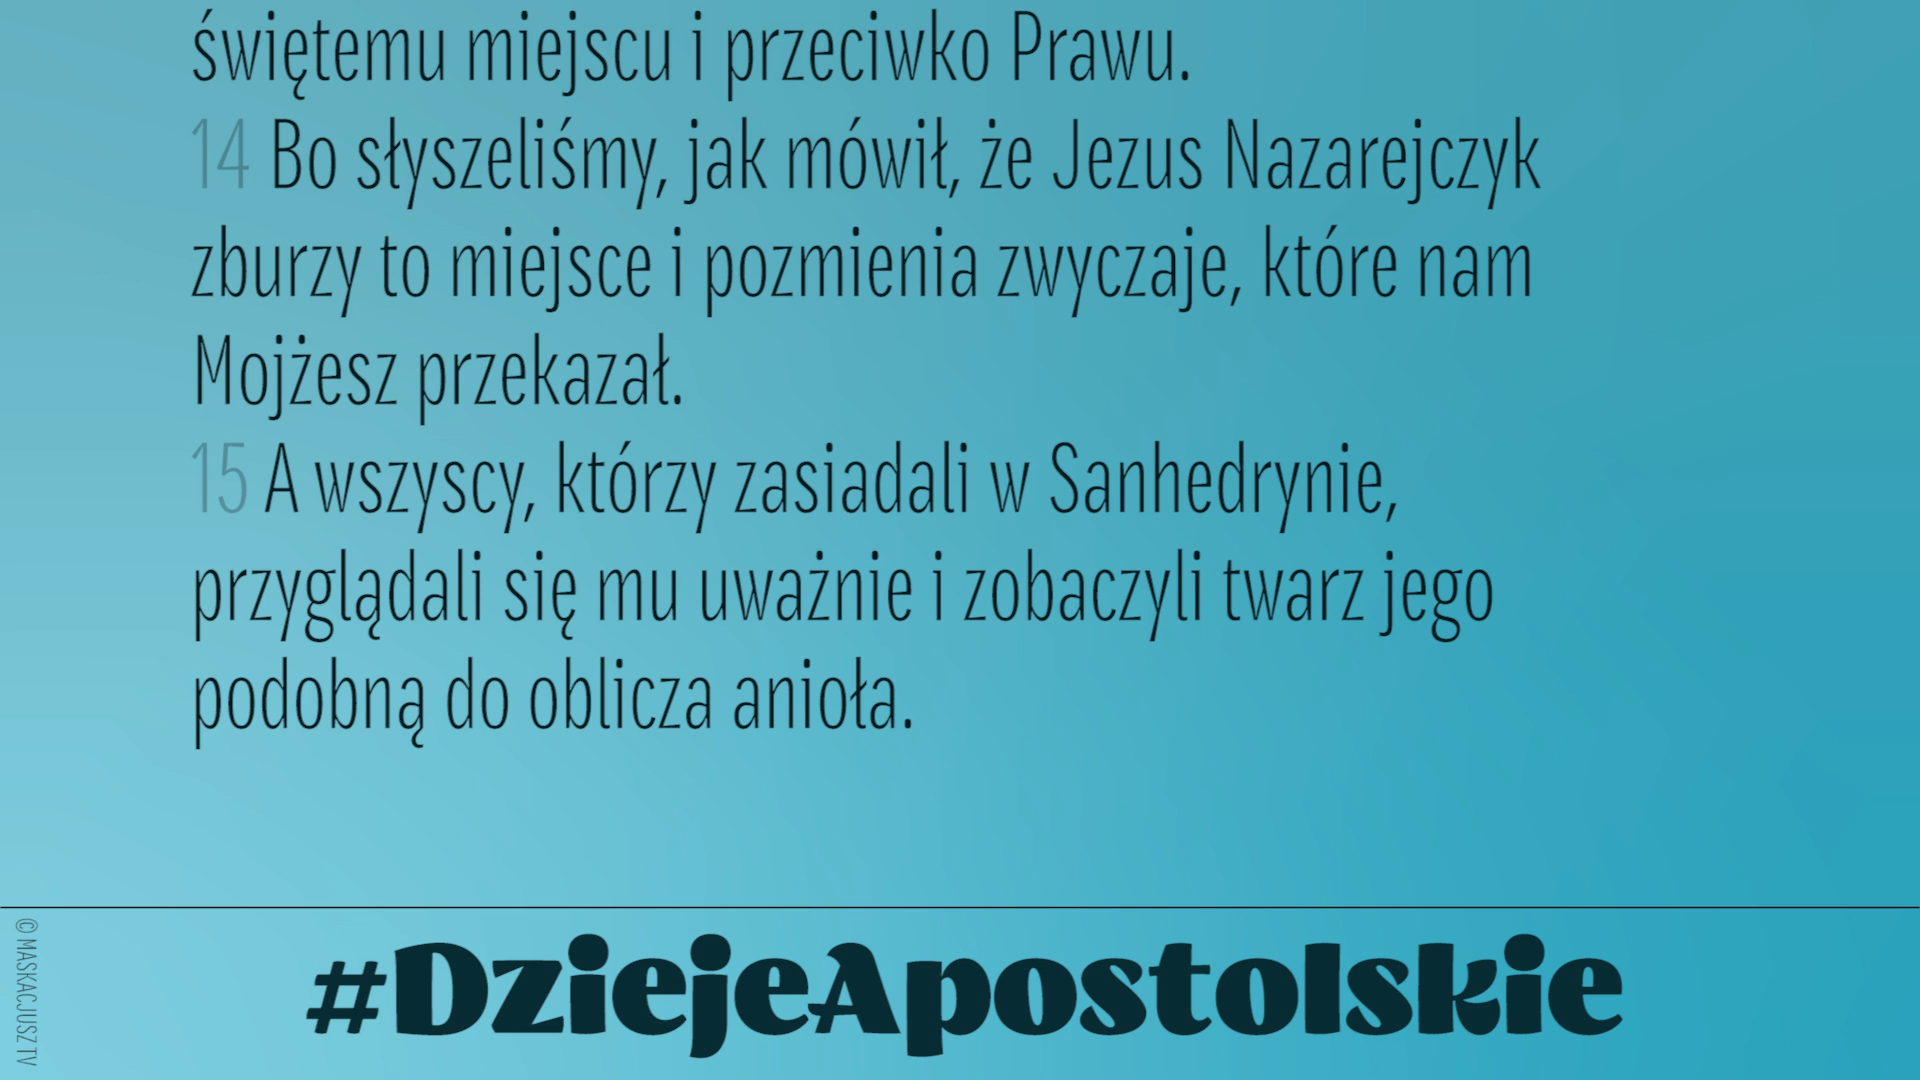 świętemu miejscu i przeciwko Prawu.
14 Bo słyszeliśmy, jak mówił, że Jezus Nazarejczyk
zburzy to miejsce i pozmienia zwyczaje, które nam
Mojżesz przekazał.
15 A wszyscy, którzy zasiadali w Sanhedrynie,
przyglądali się mu uważnie i zobaczyli twarz jego
podobną do oblicza anioła.
© MASKACJUSZ TV
#DziejeApostolskie